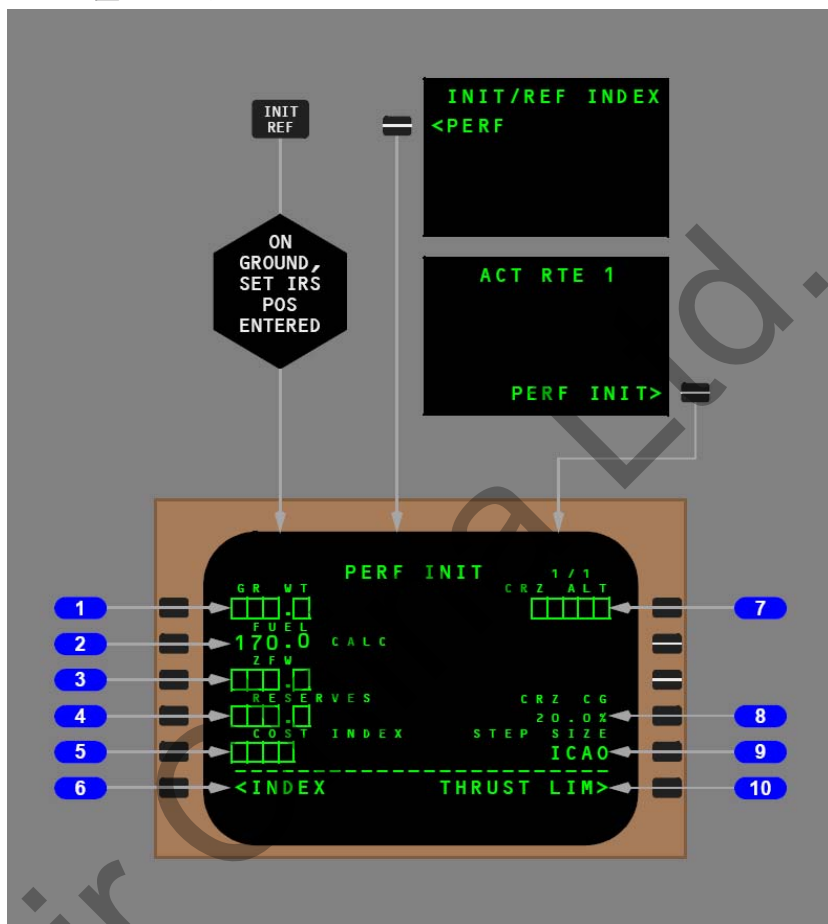 INIT
REF
INIT/REF INDEX
<PERF
ON
GROUND,
SET IRS
POS
ENTERED
ACT RTE 1
PERF INIT>
PERF INIT 1/1
GR WT CRZ ALT
1 . 7
FUEL
2 170.0 CALC
ZFW
3 .
RESERVES CRZ CG
4 . 20.0% 8
COST INDEX STEP SIZE
5 ICAO 9
6 <INDEX THRUST LIM> 10
Ltd.